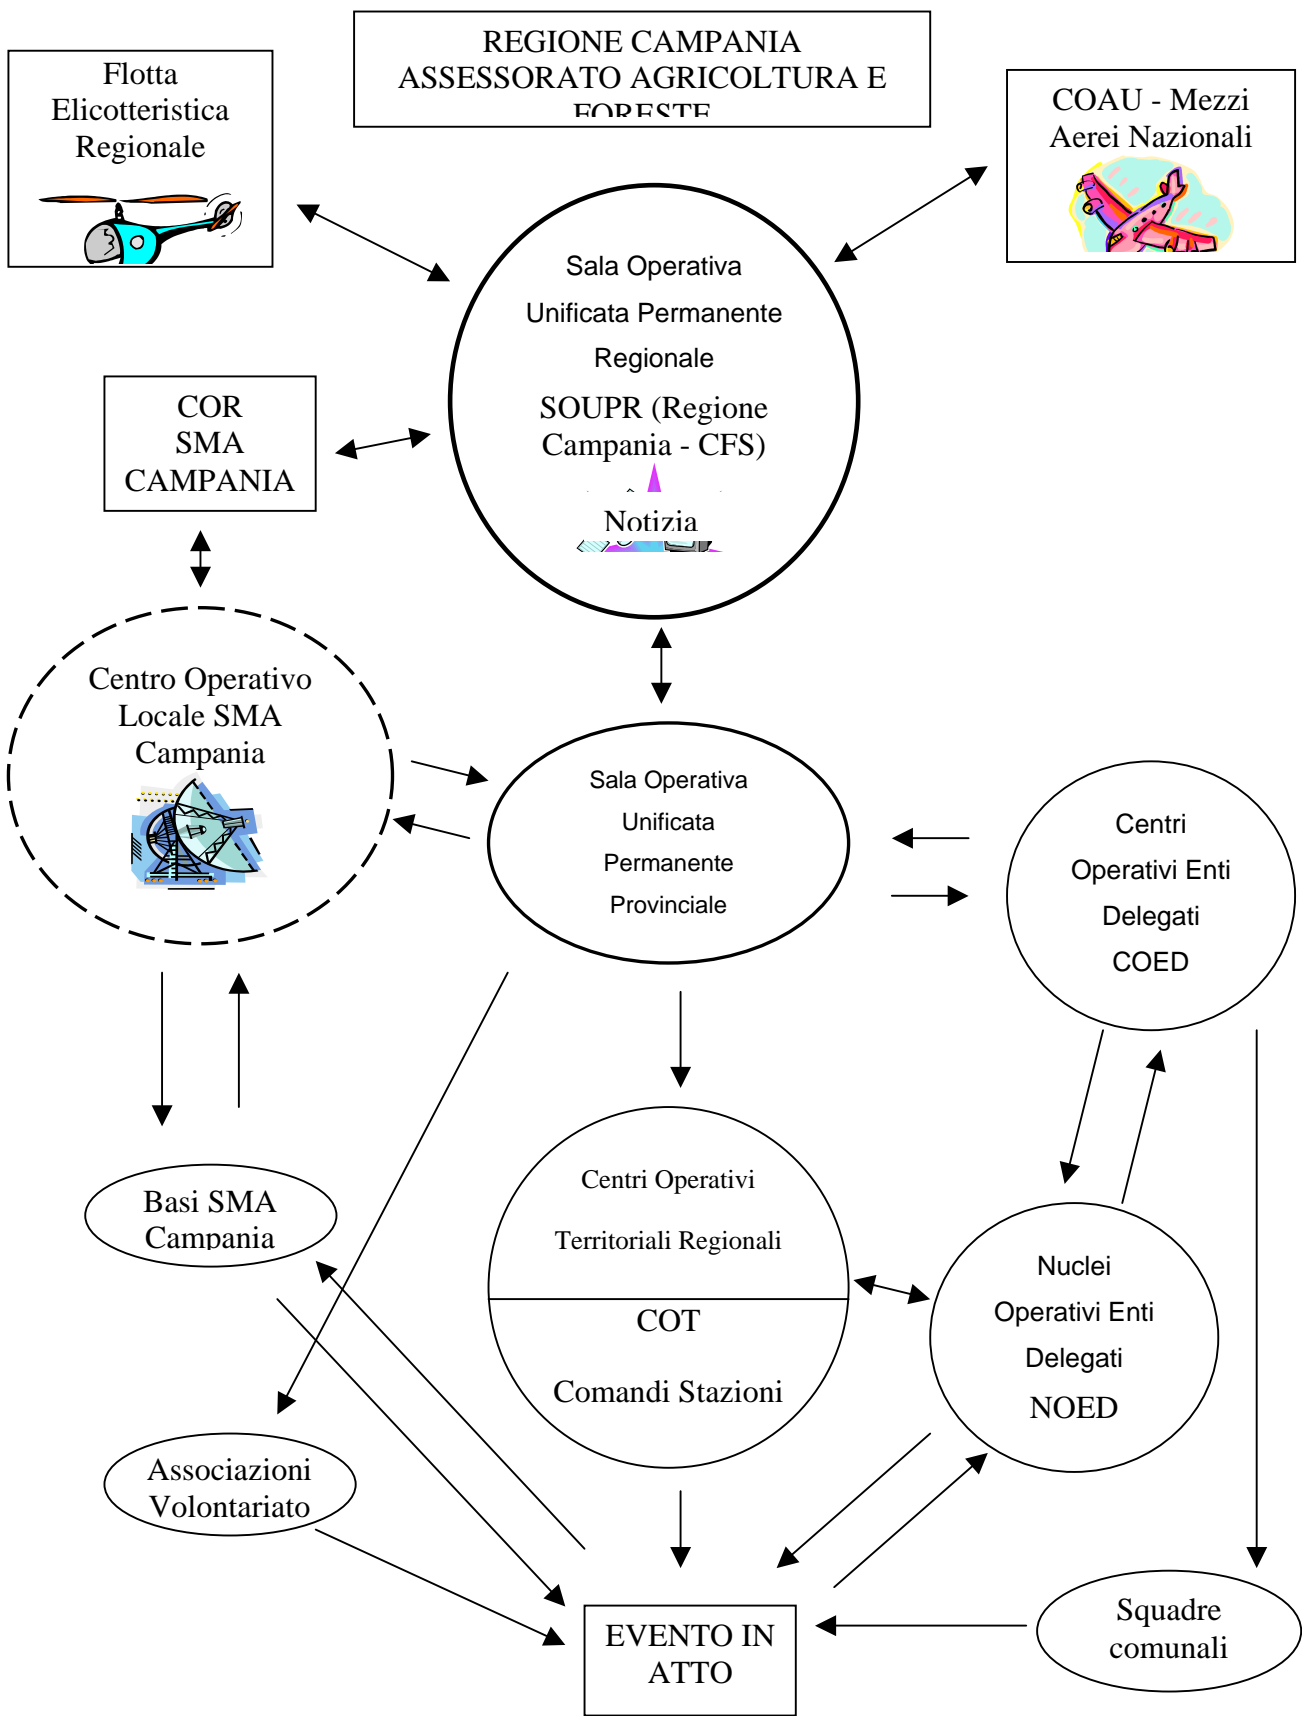 REGIONE CAMPANIA
ASSESSORATO AGRICOLTURA E
FORESTE
Flotta
Elicotteristica
Regionale
COAU - Mezzi
Aerei Nazionali
Sala Operativa
Unificata Permanente
Regionale
SOUPR (Regione
Campania - CFS)
Notizia
COR
SMA
CAMPANIA
Centro Operativo
Locale SMA
Campania
Sala Operativa
Unificata
Permanente
Provinciale
Centri
Operativi Enti
Delegati
COED
Basi SMA
Campania
Centri Operativi
Territoriali Regionali
COT
Comandi Stazioni
Nuclei
Operativi Enti
Delegati
NOED
Associazioni
Volontariato
EVENTO IN
ATTO
Squadre
comunali